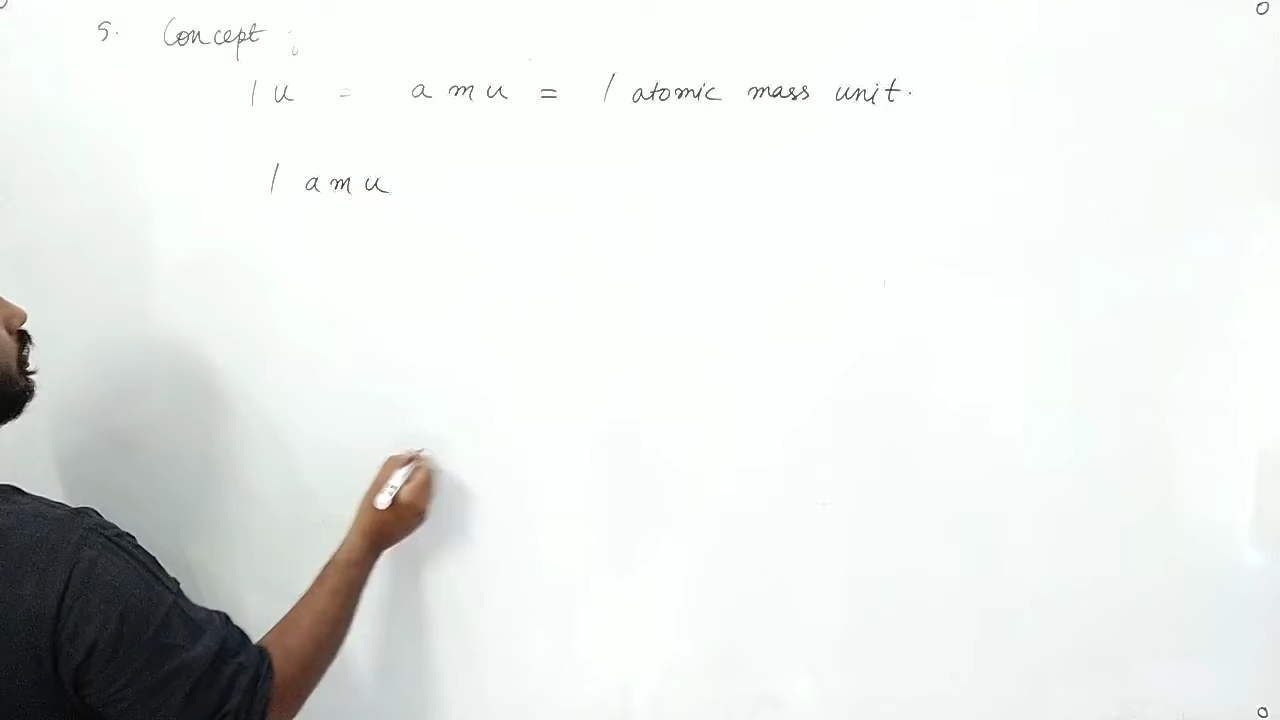 5. Concept :
1 u = a m u = 1 atomic mass unit.
1 a m u